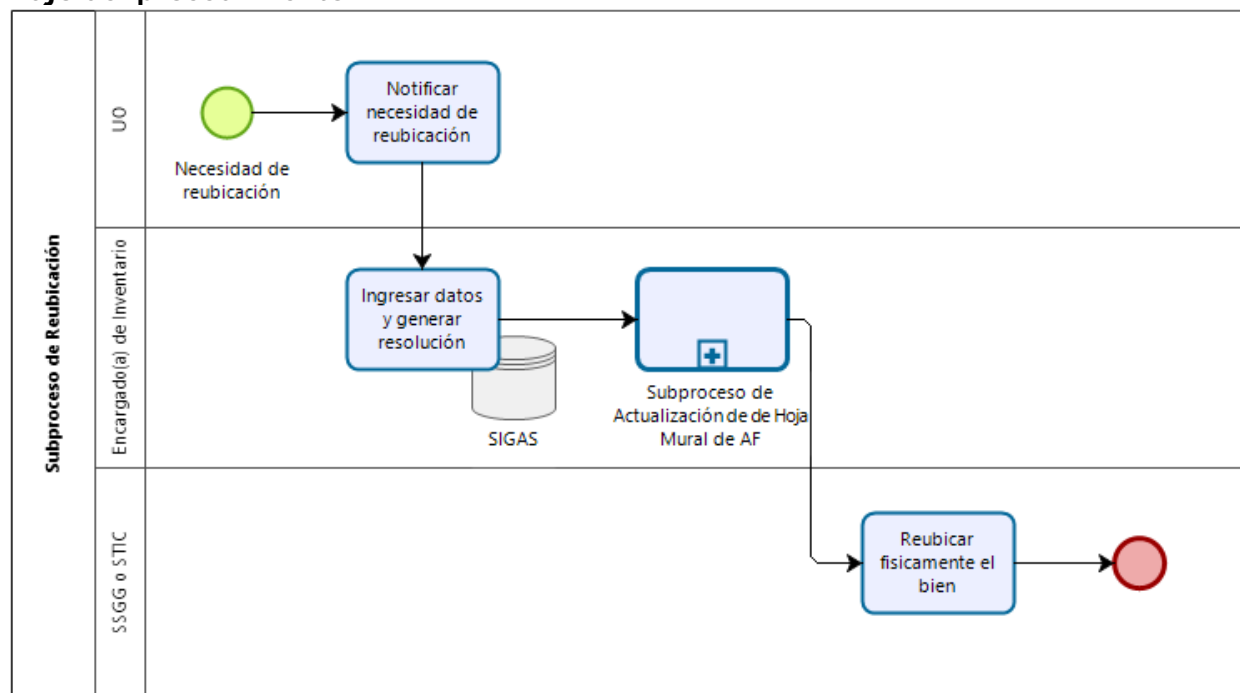 Subproceso de Reubicación
UO
Necesidad de
reubicación
Notificar
necesidad de
reubicación
Encargado(a) de Inventario
Ingresar datos
y generar
resolución
SIGAS
Subproceso de
Actualización de de Hoja
Mural de AF
SSGG o STIC
Reubicar
fisicamente el
bien